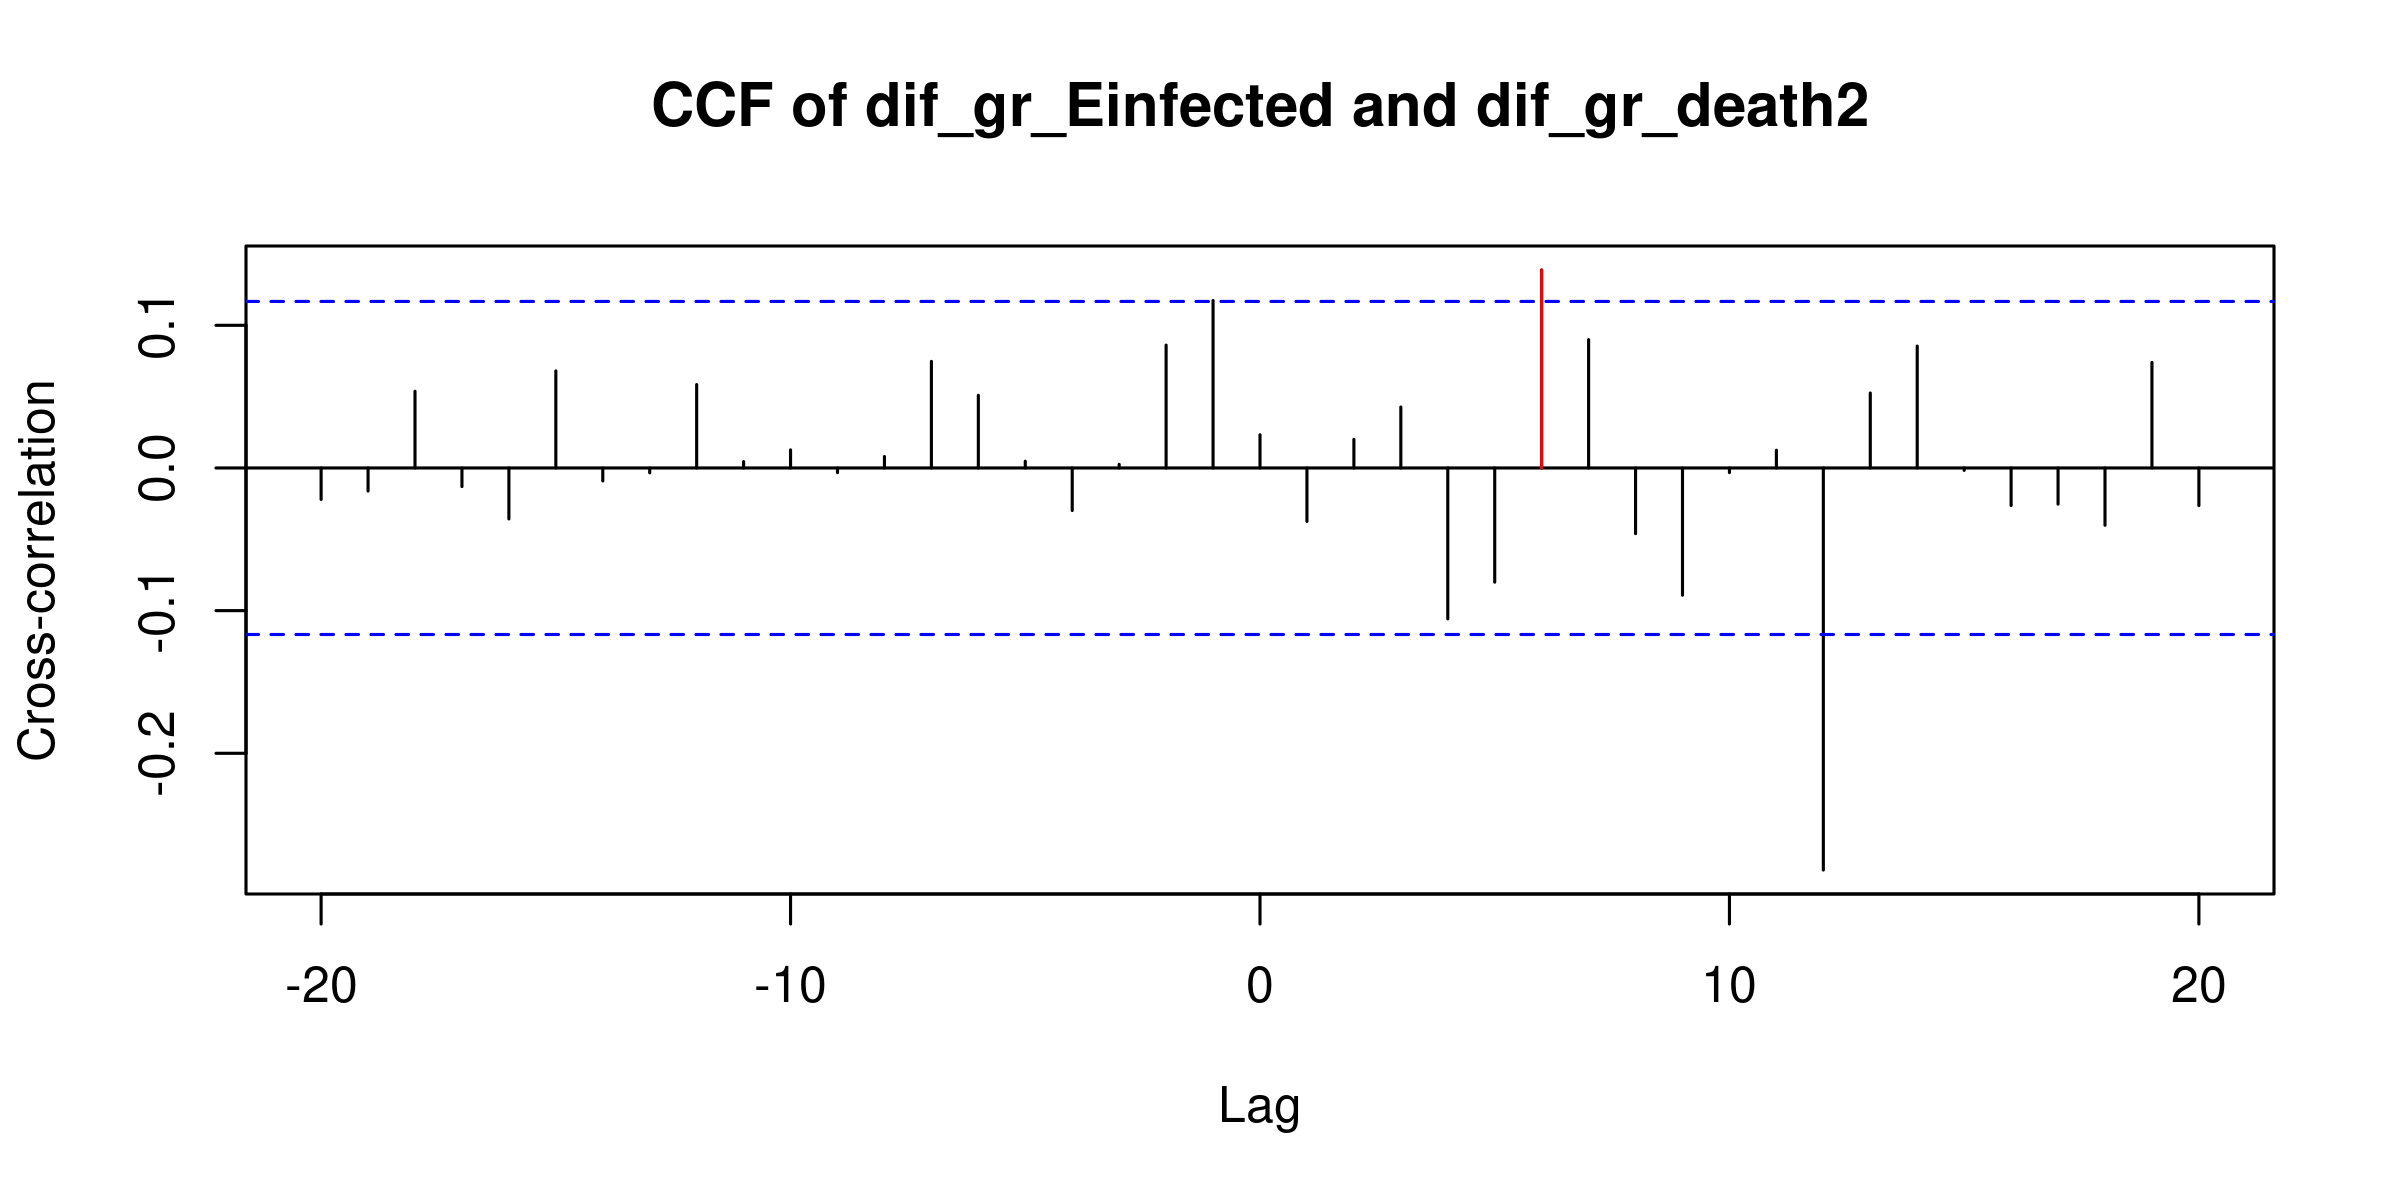 CCF of dif_gr_Einfected and dif_gr_death2
Cross-correlation
0.1
0.0
-0.1
-0.2
-20 -10 0 10 20
Lag